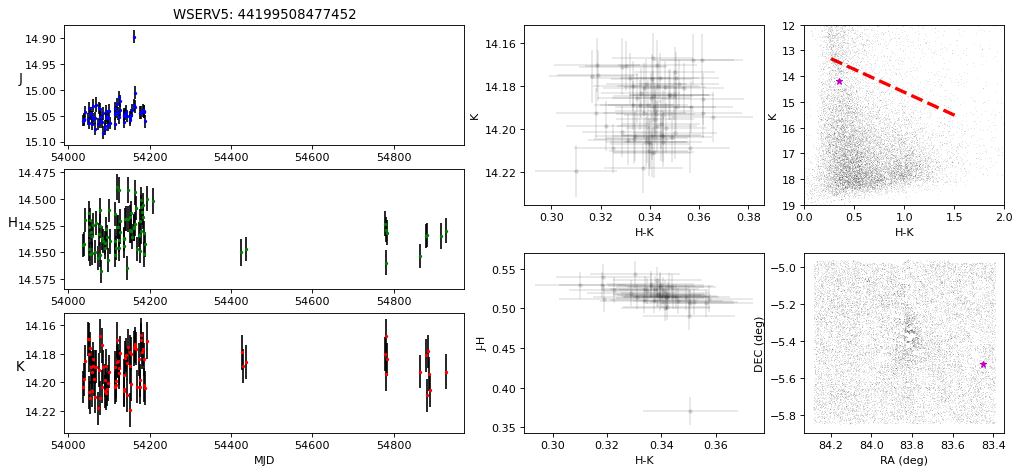 WSERV5: 44199508477452
J
14.90
14.95
15.00
15.05
15.10
54000 54200 54400 54600 54800
H
14.475
14.500
14.525
14.550
14.575
54000 54200 54400 54600 54800
K
14.16
14.18
14.20
14.22
54000 54200 54400 54600 54800
MJD
K
14.16
14.18
14.20
14.22
0.30 0.32 0.34 0.36 0.38
H-K
J-H
0.55
0.50
0.45
0.40
0.35
0.30 0.32 0.34 0.36
H-K
K
12
13
14
15
16
17
18
19
0.0 0.5 1.0 1.5 2.0
H-K
DEC (deg)
−5.0
−5.2
−5.4
−5.6
−5.8
84.2 84.0 83.8 83.6 83.4
RA (deg)